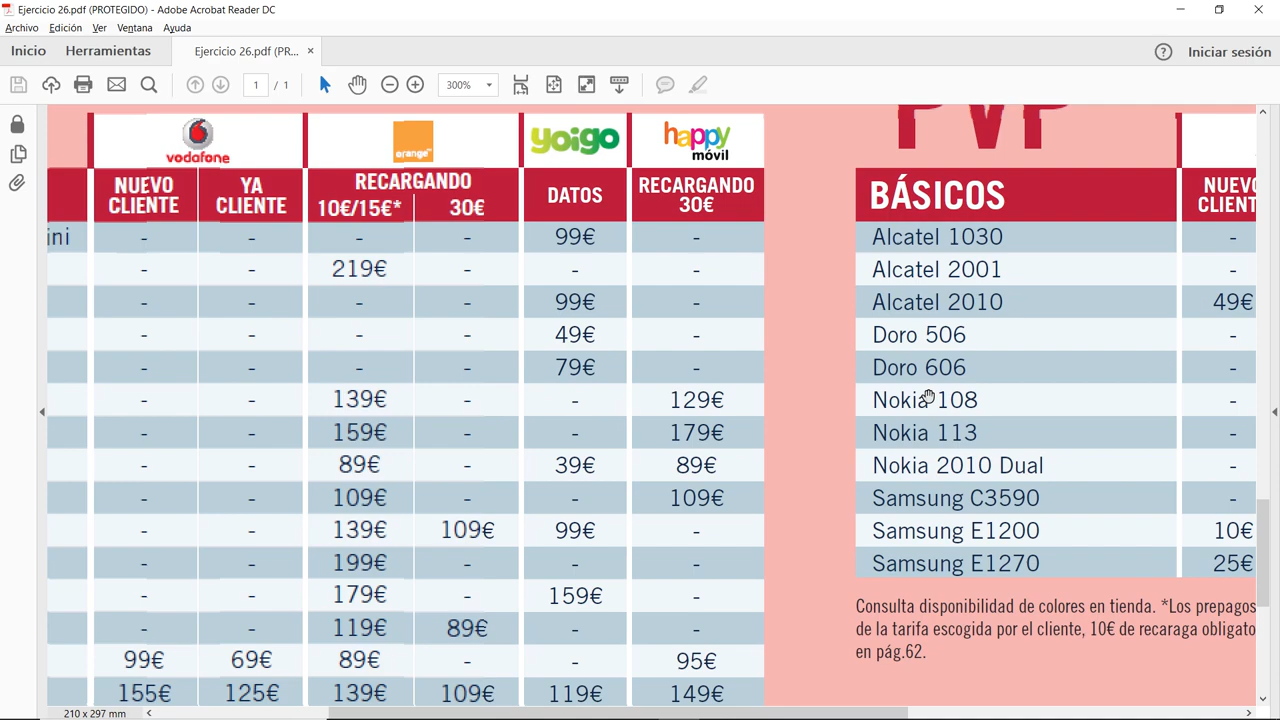 Ejercicio 26.pdf (PROTEGIDO) - Adobe Acrobat Reader DC
Archivo Edición Ver Ventana Ayuda
Inicio Herramientas Ejercicio 26.pdf (PR... × ? Iniciar sesión
1 / 1 300%
vodafone orange yoigo happy móvil PVP
NUEVO CLIENTE YA CLIENTE RECARGANDO 10€/15€* 30€ DATOS RECARGANDO 30€ BÁSICOS NUEVO CLIENT
ini - - - - 99€ - Alcatel 1030 -
- - 219€ - - - Alcatel 2001 -
- - - - 99€ - Alcatel 2010 49€
- - - - 49€ - Doro 506 -
- - - - 79€ - Doro 606 -
- - 139€ - - 129€ Nokia 108 -
- - 159€ - - 179€ Nokia 113 -
- - 89€ - 39€ 89€ Nokia 2010 Dual -
- - 109€ - - 109€ Samsung C3590 -
- - 139€ 109€ 99€ - Samsung E1200 10€
- - 199€ - - - Samsung E1270 25€
- - 179€ - 159€ -
- - 119€ 89€ - -
99€ 69€ 89€ - - 95€
155€ 125€ 139€ 109€ 119€ 149€
Consulta disponibilidad de colores en tienda. *Los prepagos
de la tarifa escogida por el cliente, 10€ de recaraga obligato
en pág.62.
210 x 297 mm